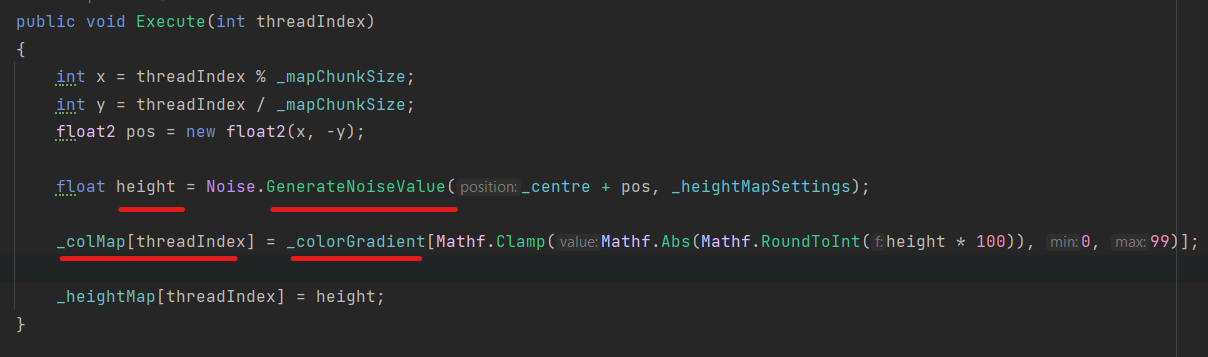 public void Execute(int threadIndex)
{
int x = threadIndex % _mapChunkSize;
int y = threadIndex / _mapChunkSize;
float2 pos = new float2(x, -y);
float height = Noise.GenerateNoiseValue( position: _centre + pos, _heightMapSettings);
_colMap[threadIndex] = _colorGradient[Mathf.Clamp( value: Mathf.Abs(Mathf.RoundToInt( f: height * 100)), min: 0, max: 99)];
_heightMap[threadIndex] = height;
}